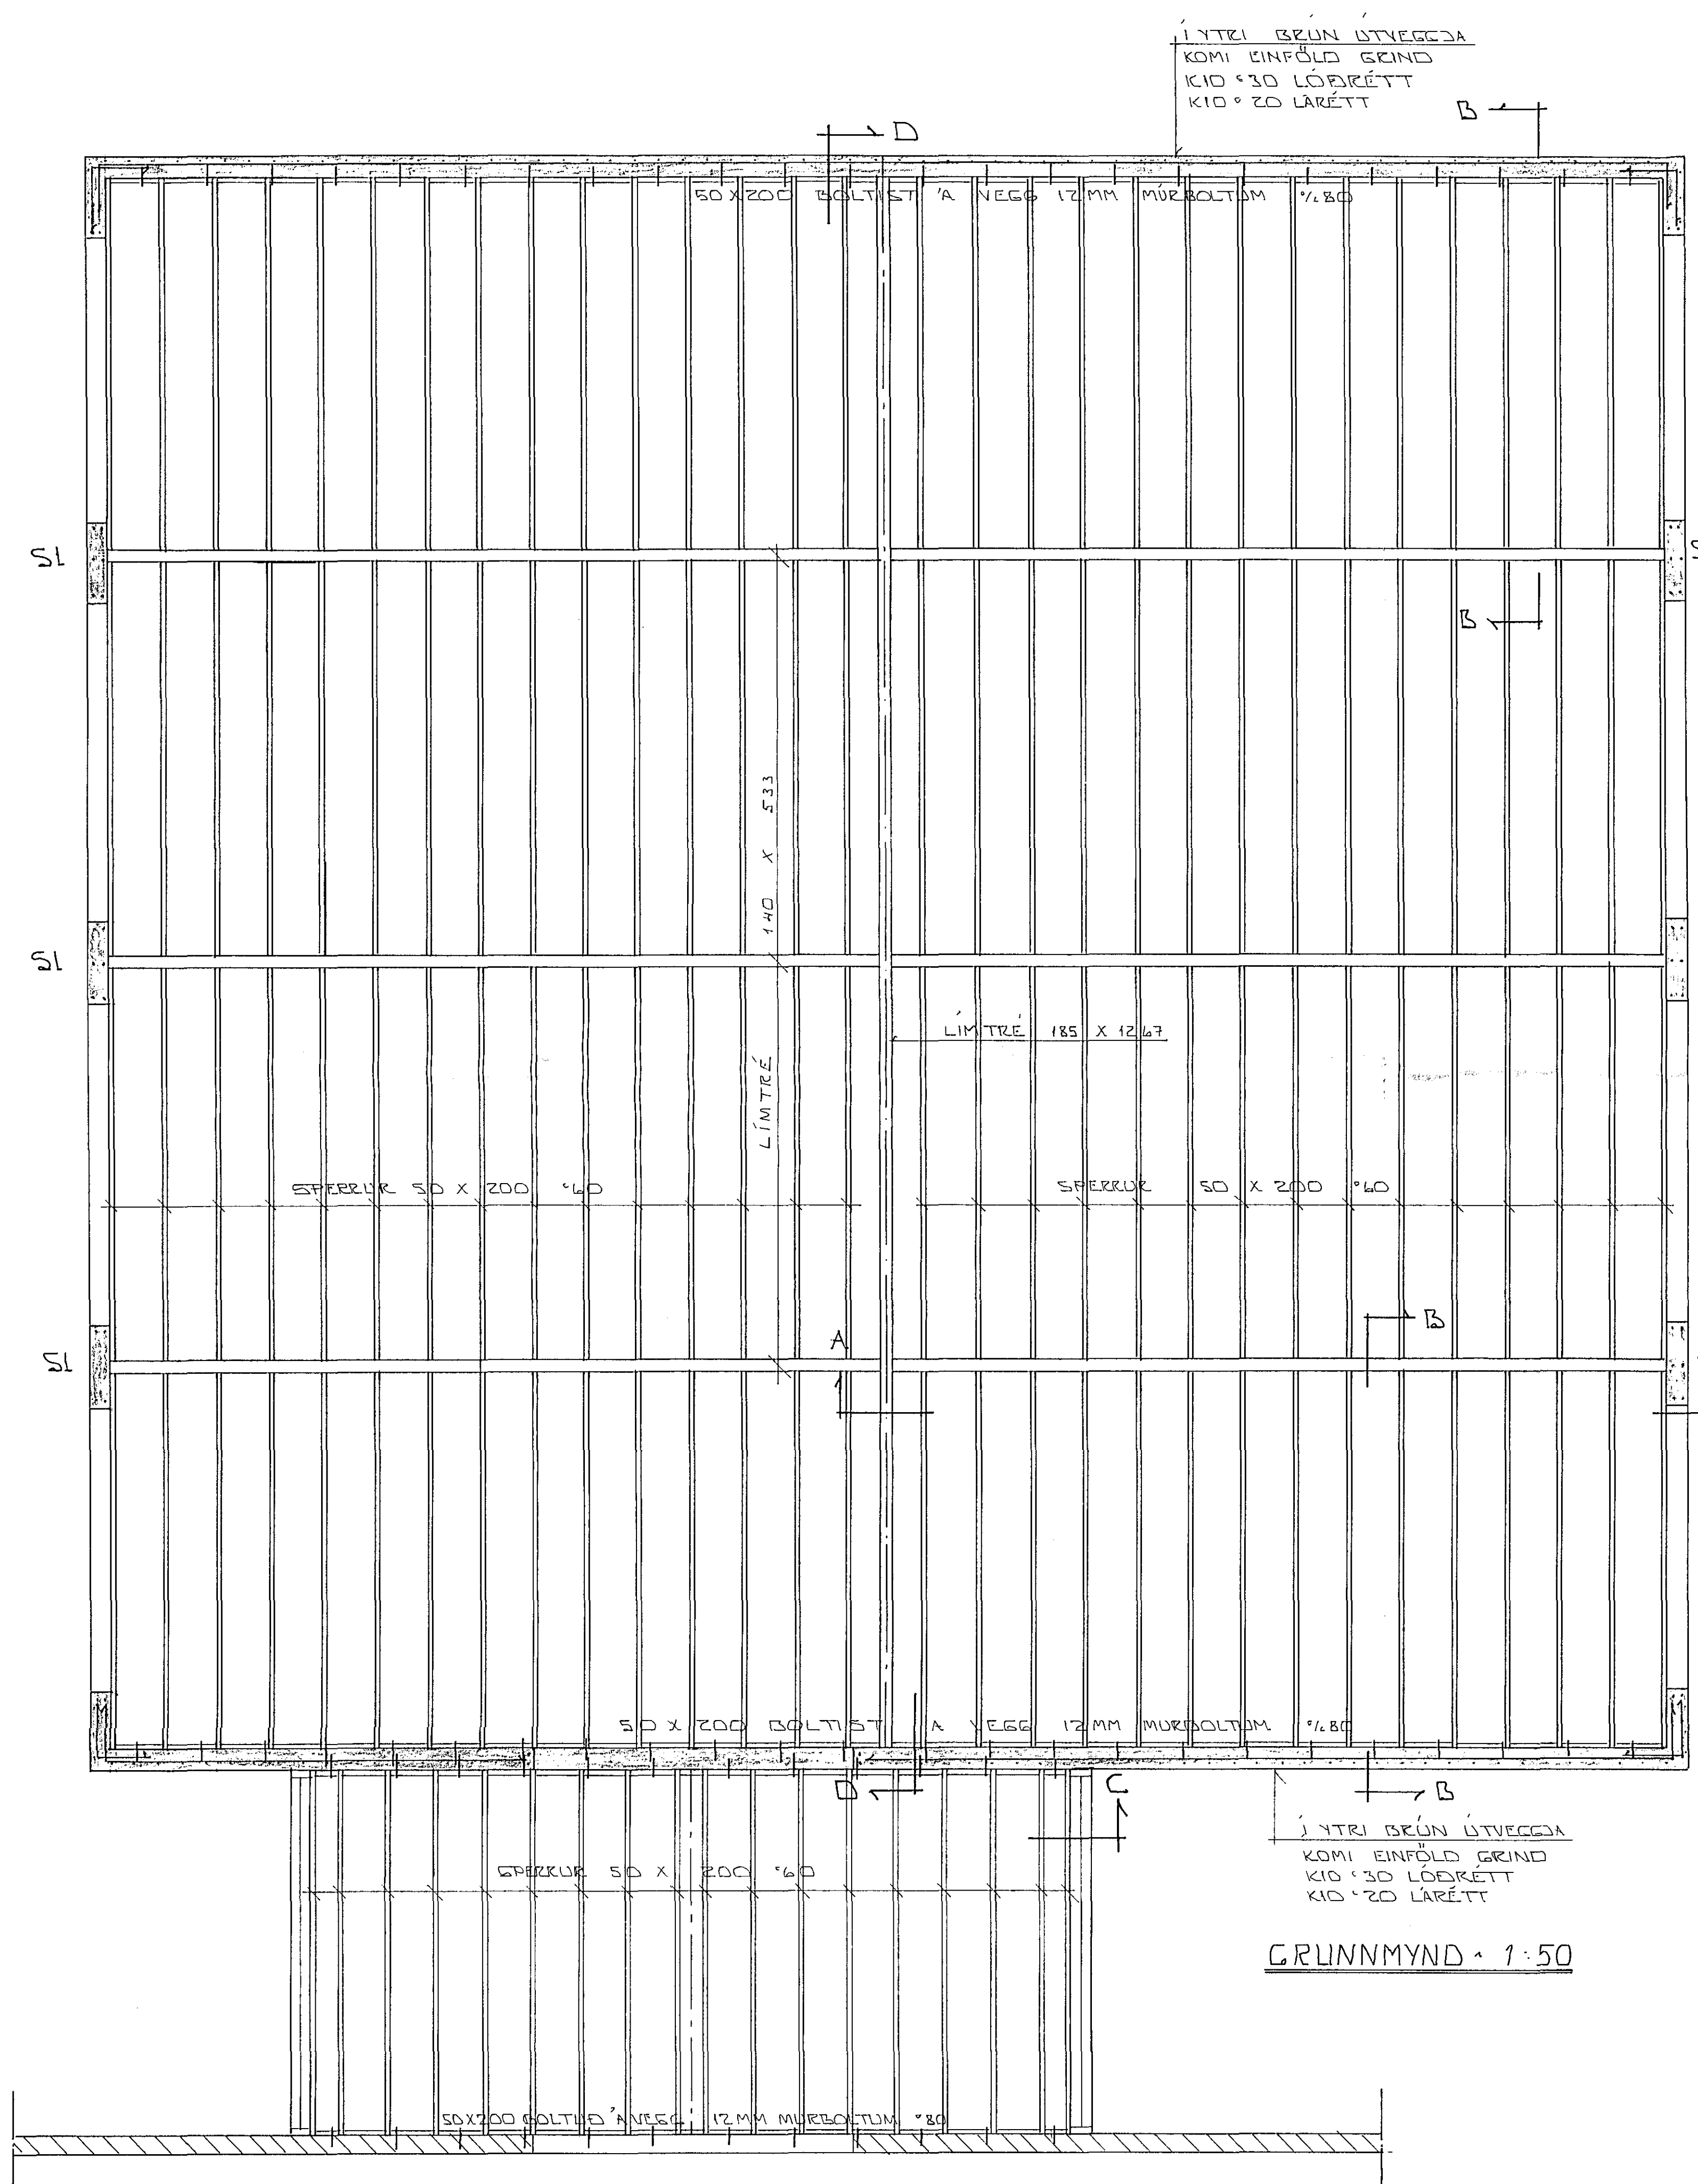 Í YTRI BRÚN ÚTVEGGJA
KOMI EINFÖLD GRIND
K10 °30 LÓÐRÉTT
K10 ° 20 LÁRÉTT
B
D
50 X 200 BOLTIST Á VEGG 12 MM MÚRBOLTUM °/. 80
S1
S
B
140 X 533
S1
LÍMTRÉ 185 X 1267
LÍMTRÉ
SPERRUR 50 X 200 °60
SPERRUR 50 X 200 °60
B
A
S1
50 X 200 BOLTIST Á VEGG 12 MM MURBOLTUM °/. 80
D
C
B
Í YTRI BRÚN ÚTVEGGJA
KOMI EINFÖLD GRIND
K10 °30 LÓÐRÉTT
K10 °20 LÁRÉTT
SPERRUR 50 X 200 °60
GRUNNMYND · 1:50
50X200 BOLTUÐ Á VEGG 12 MM MURBOLTUM °80